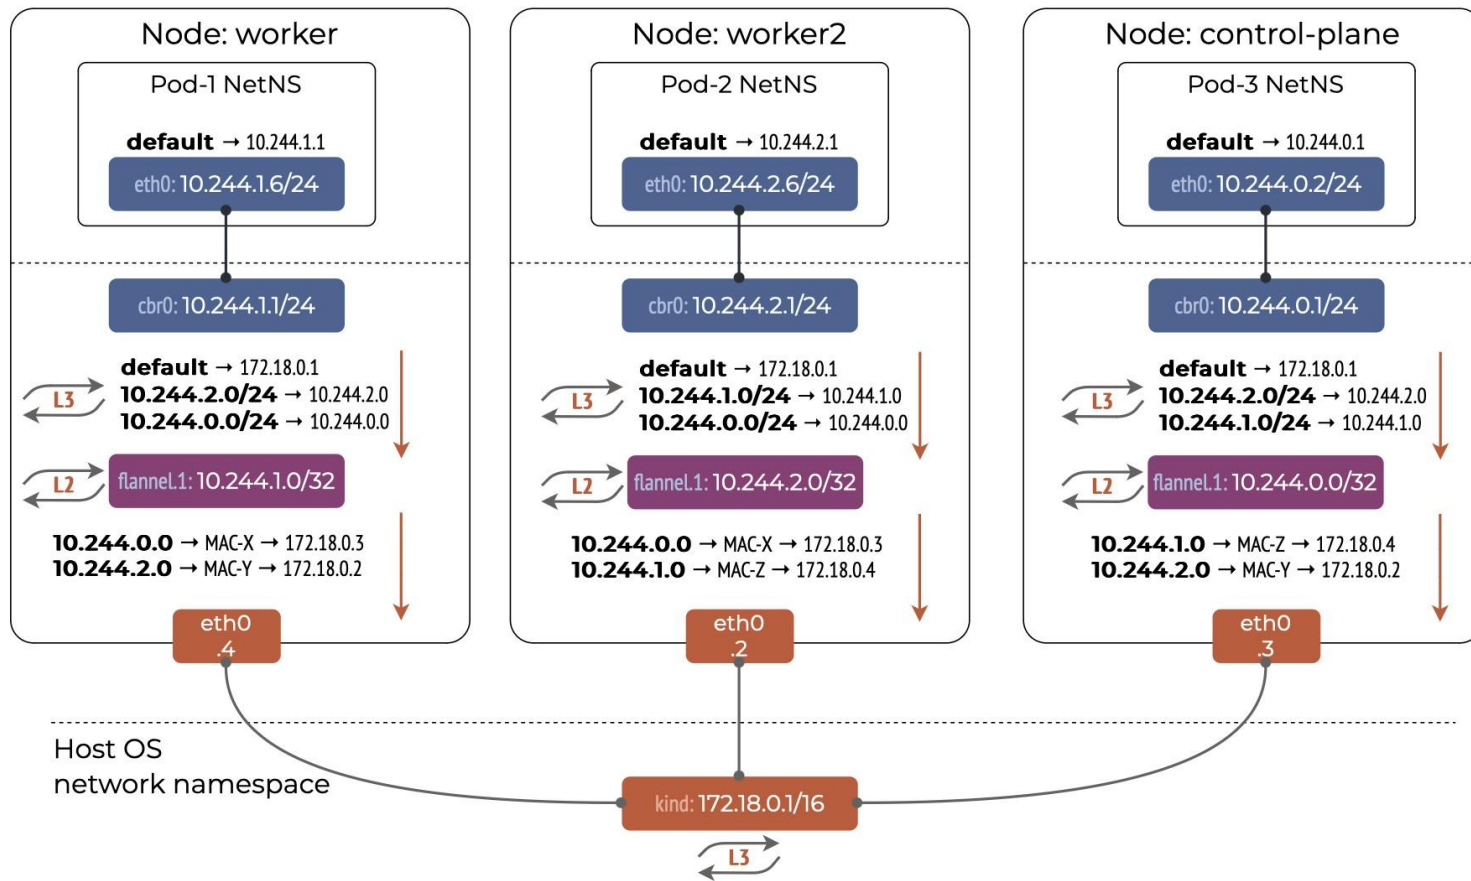 Node: worker
Pod-1 NetNS
default → 10.244.1.1
eth0: 10.244.1.6/24
cbr0: 10.244.1.1/24
default → 172.18.0.1
L3
10.244.2.0/24 → 10.244.2.0
10.244.0.0/24 → 10.244.0.0
L2
flannel.1: 10.244.1.0/32
10.244.0.0 → MAC-X → 172.18.0.3
10.244.2.0 → MAC-Y → 172.18.0.2
eth0
.4
Node: worker2
Pod-2 NetNS
default → 10.244.2.1
eth0: 10.244.2.6/24
cbr0: 10.244.2.1/24
default → 172.18.0.1
L3
10.244.1.0/24 → 10.244.1.0
10.244.0.0/24 → 10.244.0.0
L2
flannel.1: 10.244.2.0/32
10.244.0.0 → MAC-X → 172.18.0.3
10.244.1.0 → MAC-Z → 172.18.0.4
eth0
.2
Node: control-plane
Pod-3 NetNS
default → 10.244.0.1
eth0: 10.244.0.2/24
cbr0: 10.244.0.1/24
default → 172.18.0.1
L3
10.244.2.0/24 → 10.244.2.0
10.244.1.0/24 → 10.244.1.0
L2
flannel.1: 10.244.0.0/32
10.244.1.0 → MAC-Z → 172.18.0.4
10.244.2.0 → MAC-Y → 172.18.0.2
eth0
.3
Host OS
network namespace
kind: 172.18.0.1/16
L3